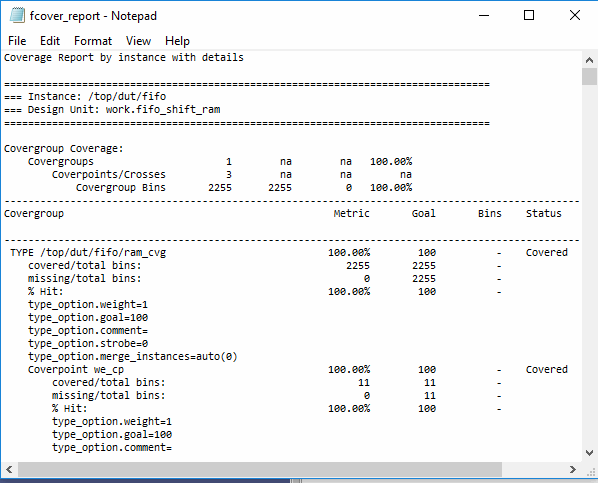 fcover_report - Notepad
File Edit Format View Help
Coverage Report by instance with details
=================================================================================
=== Instance: /top/dut/fifo
=== Design Unit: work.fifo_shift_ram
=================================================================================
Covergroup Coverage:
Covergroups 1 na na 100.00%
Coverpoints/Crosses 3 na na na
Covergroup Bins 2255 2255 0 100.00%
------------------------------------------------------------------------------------------------
Covergroup Metric Goal Bins Status
------------------------------------------------------------------------------------------------
TYPE /top/dut/fifo/ram_cvg 100.00% 100 - Covered
covered/total bins: 2255 2255 -
missing/total bins: 0 2255 -
% Hit: 100.00% 100 -
type_option.weight=1
type_option.goal=100
type_option.comment=
type_option.strobe=0
type_option.merge_instances=auto(0)
Coverpoint we_cp 100.00% 100 - Covered
covered/total bins: 11 11 -
missing/total bins: 0 11 -
% Hit: 100.00% 100 -
type_option.weight=1
type_option.goal=100
type_option.comment=